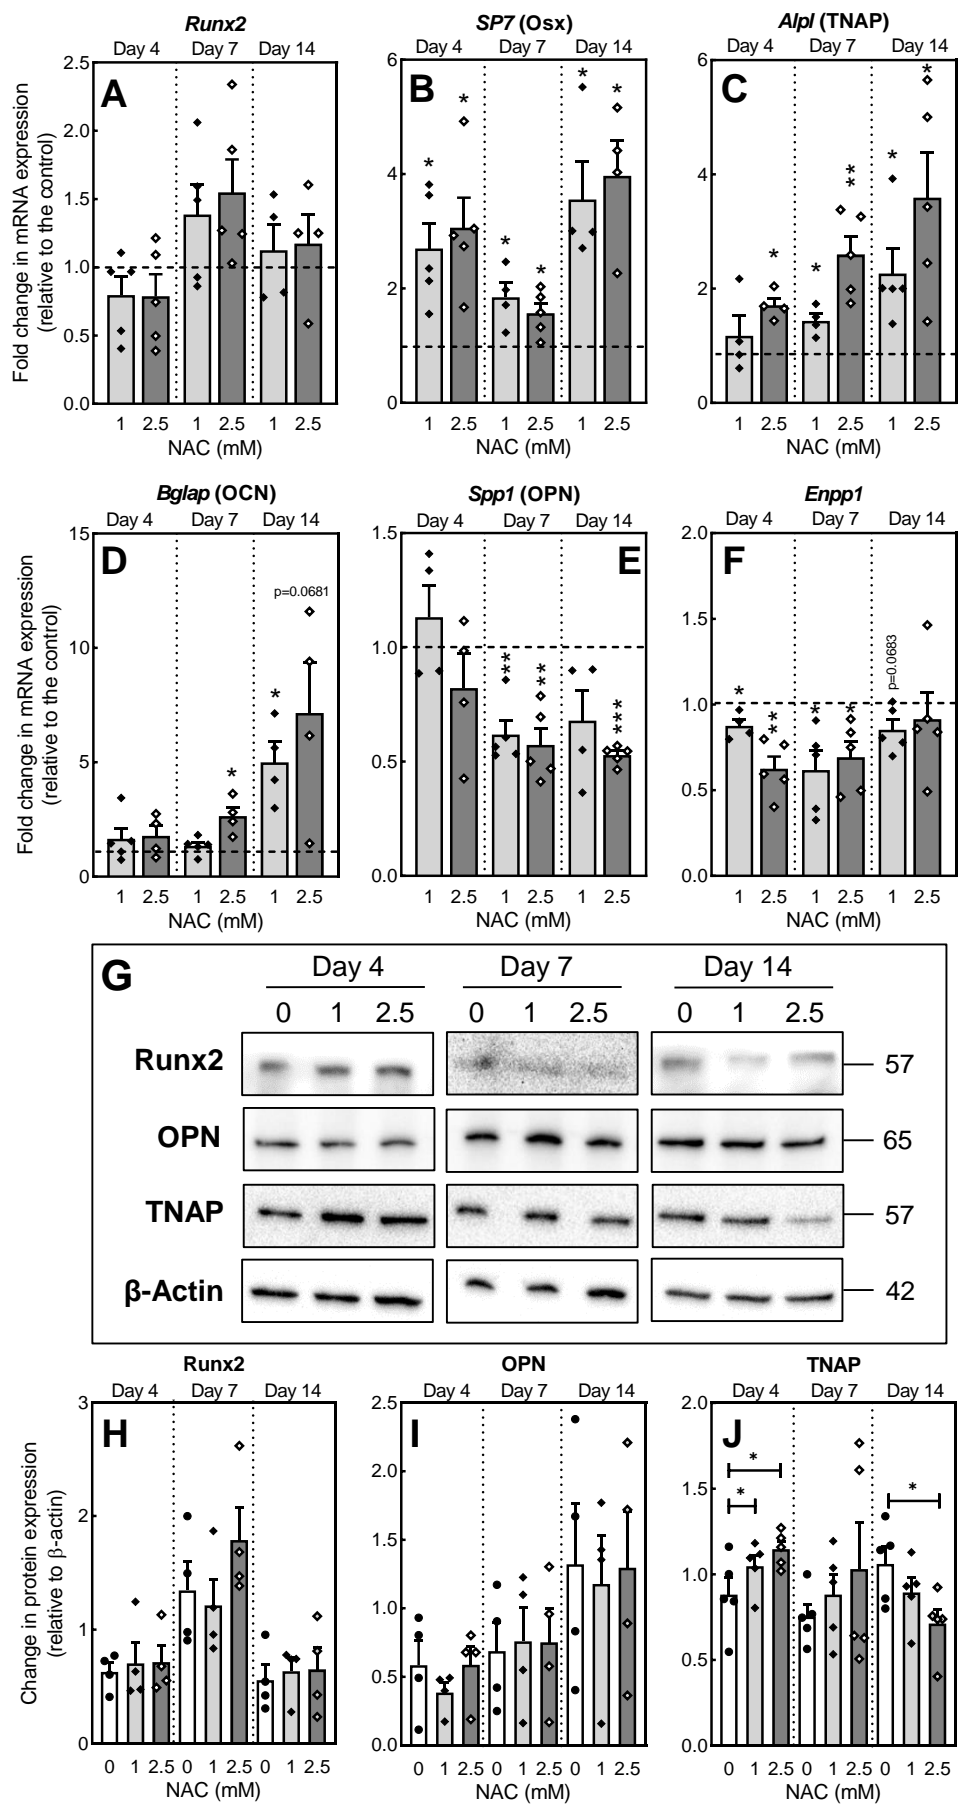 Runx2
SP7 (Osx)
Alpl (TNAP)
Day 4 Day 7 Day 14
Day 4 Day 7 Day 14
Day 4 Day 7 Day 14
Fold change in mRNA expression
(relative to the control)
A
2.5
2.0
1.5
1.0
0.5
0.0
1 2.5 1 2.5 1 2.5
NAC (mM)
B
6
4
2
0
* * * * * *
1 2.5 1 2.5 1 2.5
NAC (mM)
C
6
4
2
0
* * ** * *
1 2.5 1 2.5 1 2.5
NAC (mM)
Bglap (OCN)
Spp1 (OPN)
Enpp1
Day 4 Day 7 Day 14
Day 4 Day 7 Day 14
Day 4 Day 7 Day 14
Fold change in mRNA expression
(relative to the control)
D
15
10
5
0
* * p=0.0681
1 2.5 1 2.5 1 2.5
NAC (mM)
E
1.5
1.0
0.5
0.0
** ** ***
1 2.5 1 2.5 1 2.5
NAC (mM)
F
2.0
1.5
1.0
0.5
0.0
* ** * * p=0.0683
1 2.5 1 2.5 1 2.5
NAC (mM)
G
Day 4 Day 7 Day 14
0 1 2.5 0 1 2.5 0 1 2.5
Runx2 57
OPN 65
TNAP 57
β-Actin 42
Runx2
OPN
TNAP
Day 4 Day 7 Day 14
Day 4 Day 7 Day 14
Day 4 Day 7 Day 14
Change in protein expression
(relative to β-actin)
H
3
2
1
0
0 1 2.5 0 1 2.5 0 1 2.5
NAC (mM)
I
2.5
2.0
1.5
1.0
0.5
0.0
0 1 2.5 0 1 2.5 0 1 2.5
NAC (mM)
J
2.0
1.5
1.0
0.5
0.0
* * *
0 1 2.5 0 1 2.5 0 1 2.5
NAC (mM)